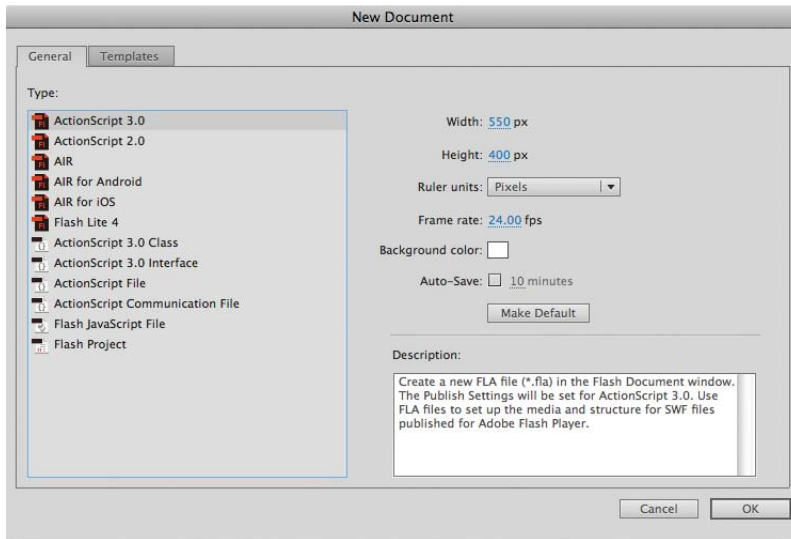 New Document
General
Templates
Type:
ActionScript 3.0
ActionScript 2.0
AIR
AIR for Android
AIR for iOS
Flash Lite 4
ActionScript 3.0 Class
ActionScript 3.0 Interface
ActionScript File
ActionScript Communication File
Flash JavaScript File
Flash Project
Width: 550 px
Height: 400 px
Ruler units: Pixels
Frame rate: 24.00 fps
Background color:
Auto-Save: 10 minutes
Make Default
Description:
Create a new FLA file (*.fla) in the Flash Document window.
The Publish Settings will be set for ActionScript 3.0. Use
FLA files to set up the media and structure for SWF files
published for Adobe Flash Player.
Cancel
OK